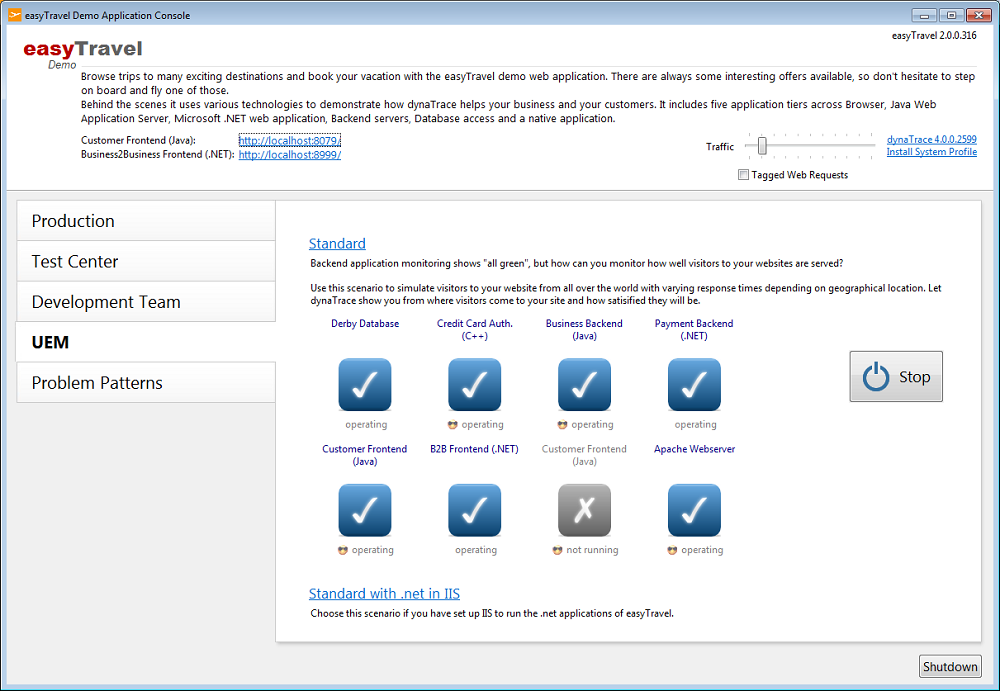 easyTravel Demo Application Console
easyTravel 2.0.0.316
easyTravel
Demo
Browse trips to many exciting destinations and book your vacation with the easyTravel demo web application. There are always some interesting offers available, so don't hesitate to step
on board and fly one of those.
Behind the scenes it uses various technologies to demonstrate how dynaTrace helps your business and your customers. It includes five application tiers across Browser, Java Web
Application Server, Microsoft .NET web application, Backend servers, Database access and a native application.
Customer Frontend (Java): http://localhost:8079/
Business2Business Frontend (.NET): http://localhost:8999/
Traffic
dynaTrace 4.0.0.2599
Install System Profile
Tagged Web Requests
Production
Test Center
Development Team
UEM
Problem Patterns
Standard
Backend application monitoring shows "all green", but how can you monitor how well visitors to your websites are served?
Use this scenario to simulate visitors to your website from all over the world with varying response times depending on geographical location. Let
dynaTrace show you from where visitors come to your site and how satisified they will be.
Derby Database Credit Card Auth. Business Backend Payment Backend
(C++) (Java) (.NET)
Stop
operating operating operating operating
Customer Frontend B2B Frontend (.NET) Customer Frontend Apache Webserver
(Java) (Java)
operating operating not running operating
Standard with .net in IIS
Choose this scenario if you have set up IIS to run the .net applications of easyTravel.
Shutdown